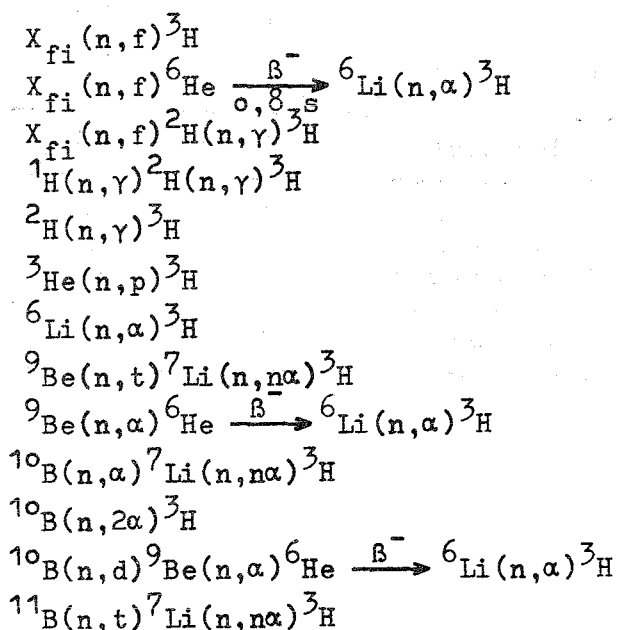 X_fi(n,f)³H
X_fi(n,f)⁶He —β⁻/0,8 s→ ⁶Li(n,α)³H
X_fi(n,f)²H(n,γ)³H
¹H(n,γ)²H(n,γ)³H
²H(n,γ)³H
³He(n,p)³H
⁶Li(n,α)³H
⁹Be(n,t)⁷Li(n,nα)³H
⁹Be(n,α)⁶He —β⁻→ ⁶Li(n,α)³H
¹⁰B(n,α)⁷Li(n,nα)³H
¹⁰B(n,2α)³H
¹⁰B(n,d)⁹Be(n,α)⁶He —β⁻→ ⁶Li(n,α)³H
¹¹B(n,t)⁷Li(n,nα)³H